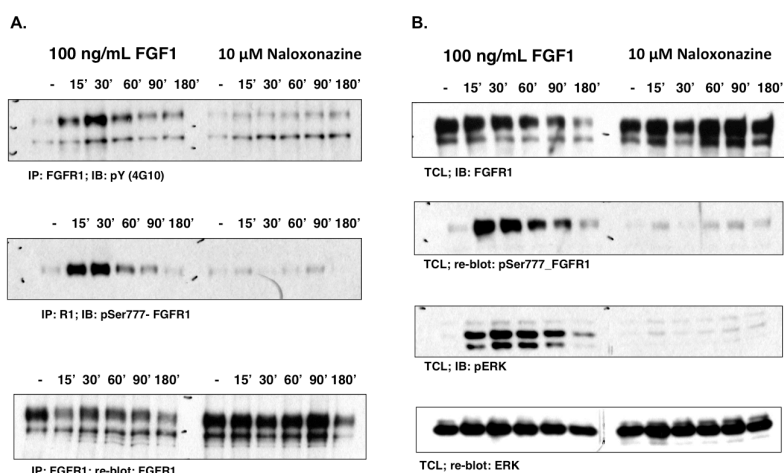 A.
100 ng/mL FGF1 10 µM Naloxonazine
- 15’ 30’ 60’ 90’ 180’ - 15’ 30’ 60’ 90’ 180’
IP: FGFR1; IB: pY (4G10)
- 15’ 30’ 60’ 90’ 180’ - 15’ 30’ 60’ 90’ 180’
IP: R1; IB: pSer777- FGFR1
- 15’ 30’ 60’ 90’ 180’ - 15’ 30’ 60’ 90’ 180’
IP: FGFR1; re-blot: FGFR1
B.
100 ng/mL FGF1 10 µM Naloxonazine
- 15’ 30’ 60’ 90’ 180’ - 15’ 30’ 60’ 90’ 180’
TCL; IB: FGFR1
TCL; re-blot: pSer777_FGFR1
TCL; IB: pERK
TCL; re-blot: ERK